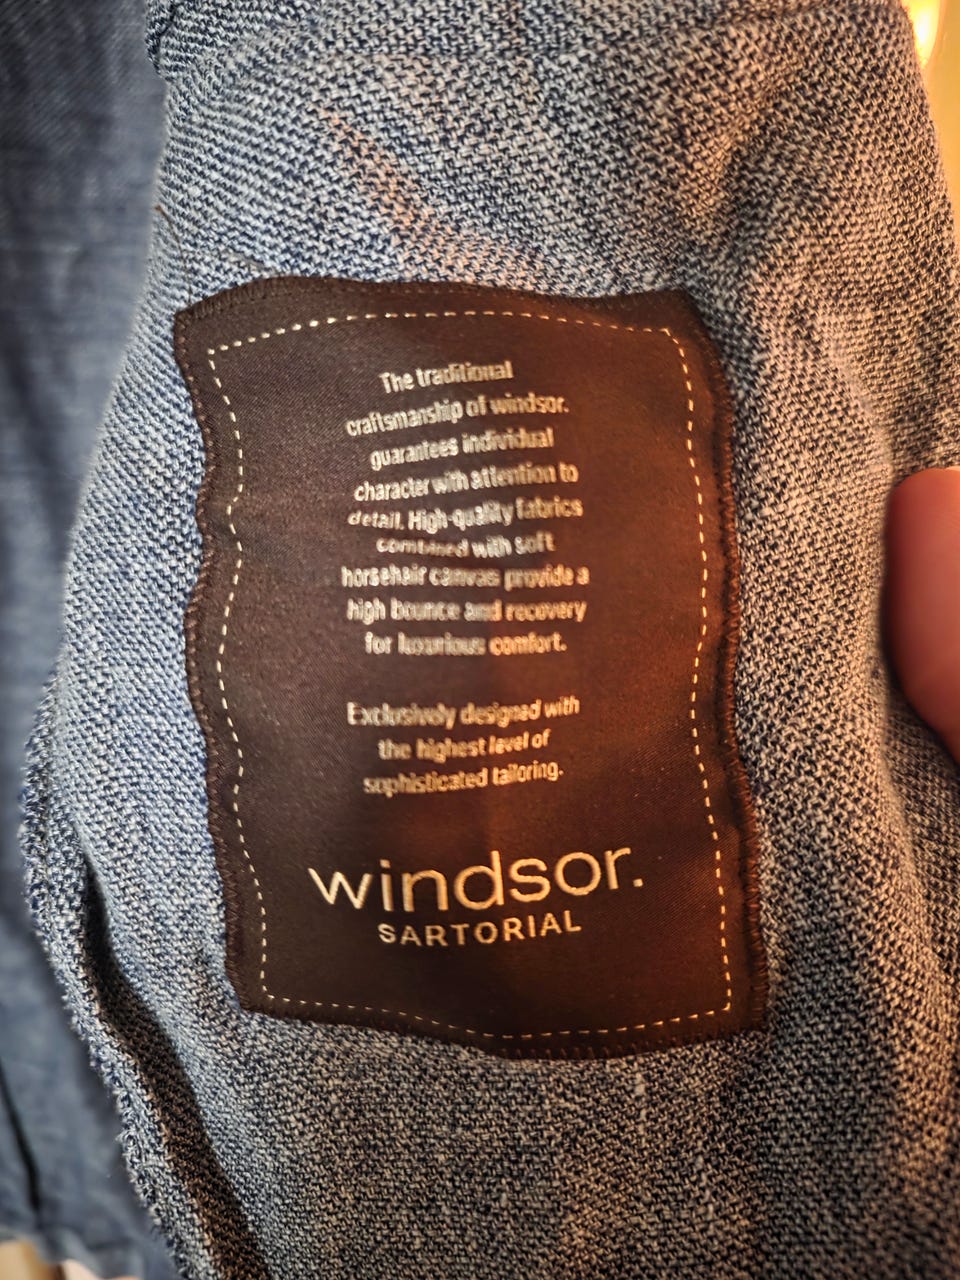 The traditional
craftsmanship of windsor.
guarantees individual
character with attention to
detail. High-quality fabrics
combined with soft
horsehair canvas provide a
high bounce and recovery
for luxurious comfort.
Exclusively designed with
the highest level of
sophisticated tailoring.
windsor.
SARTORIAL